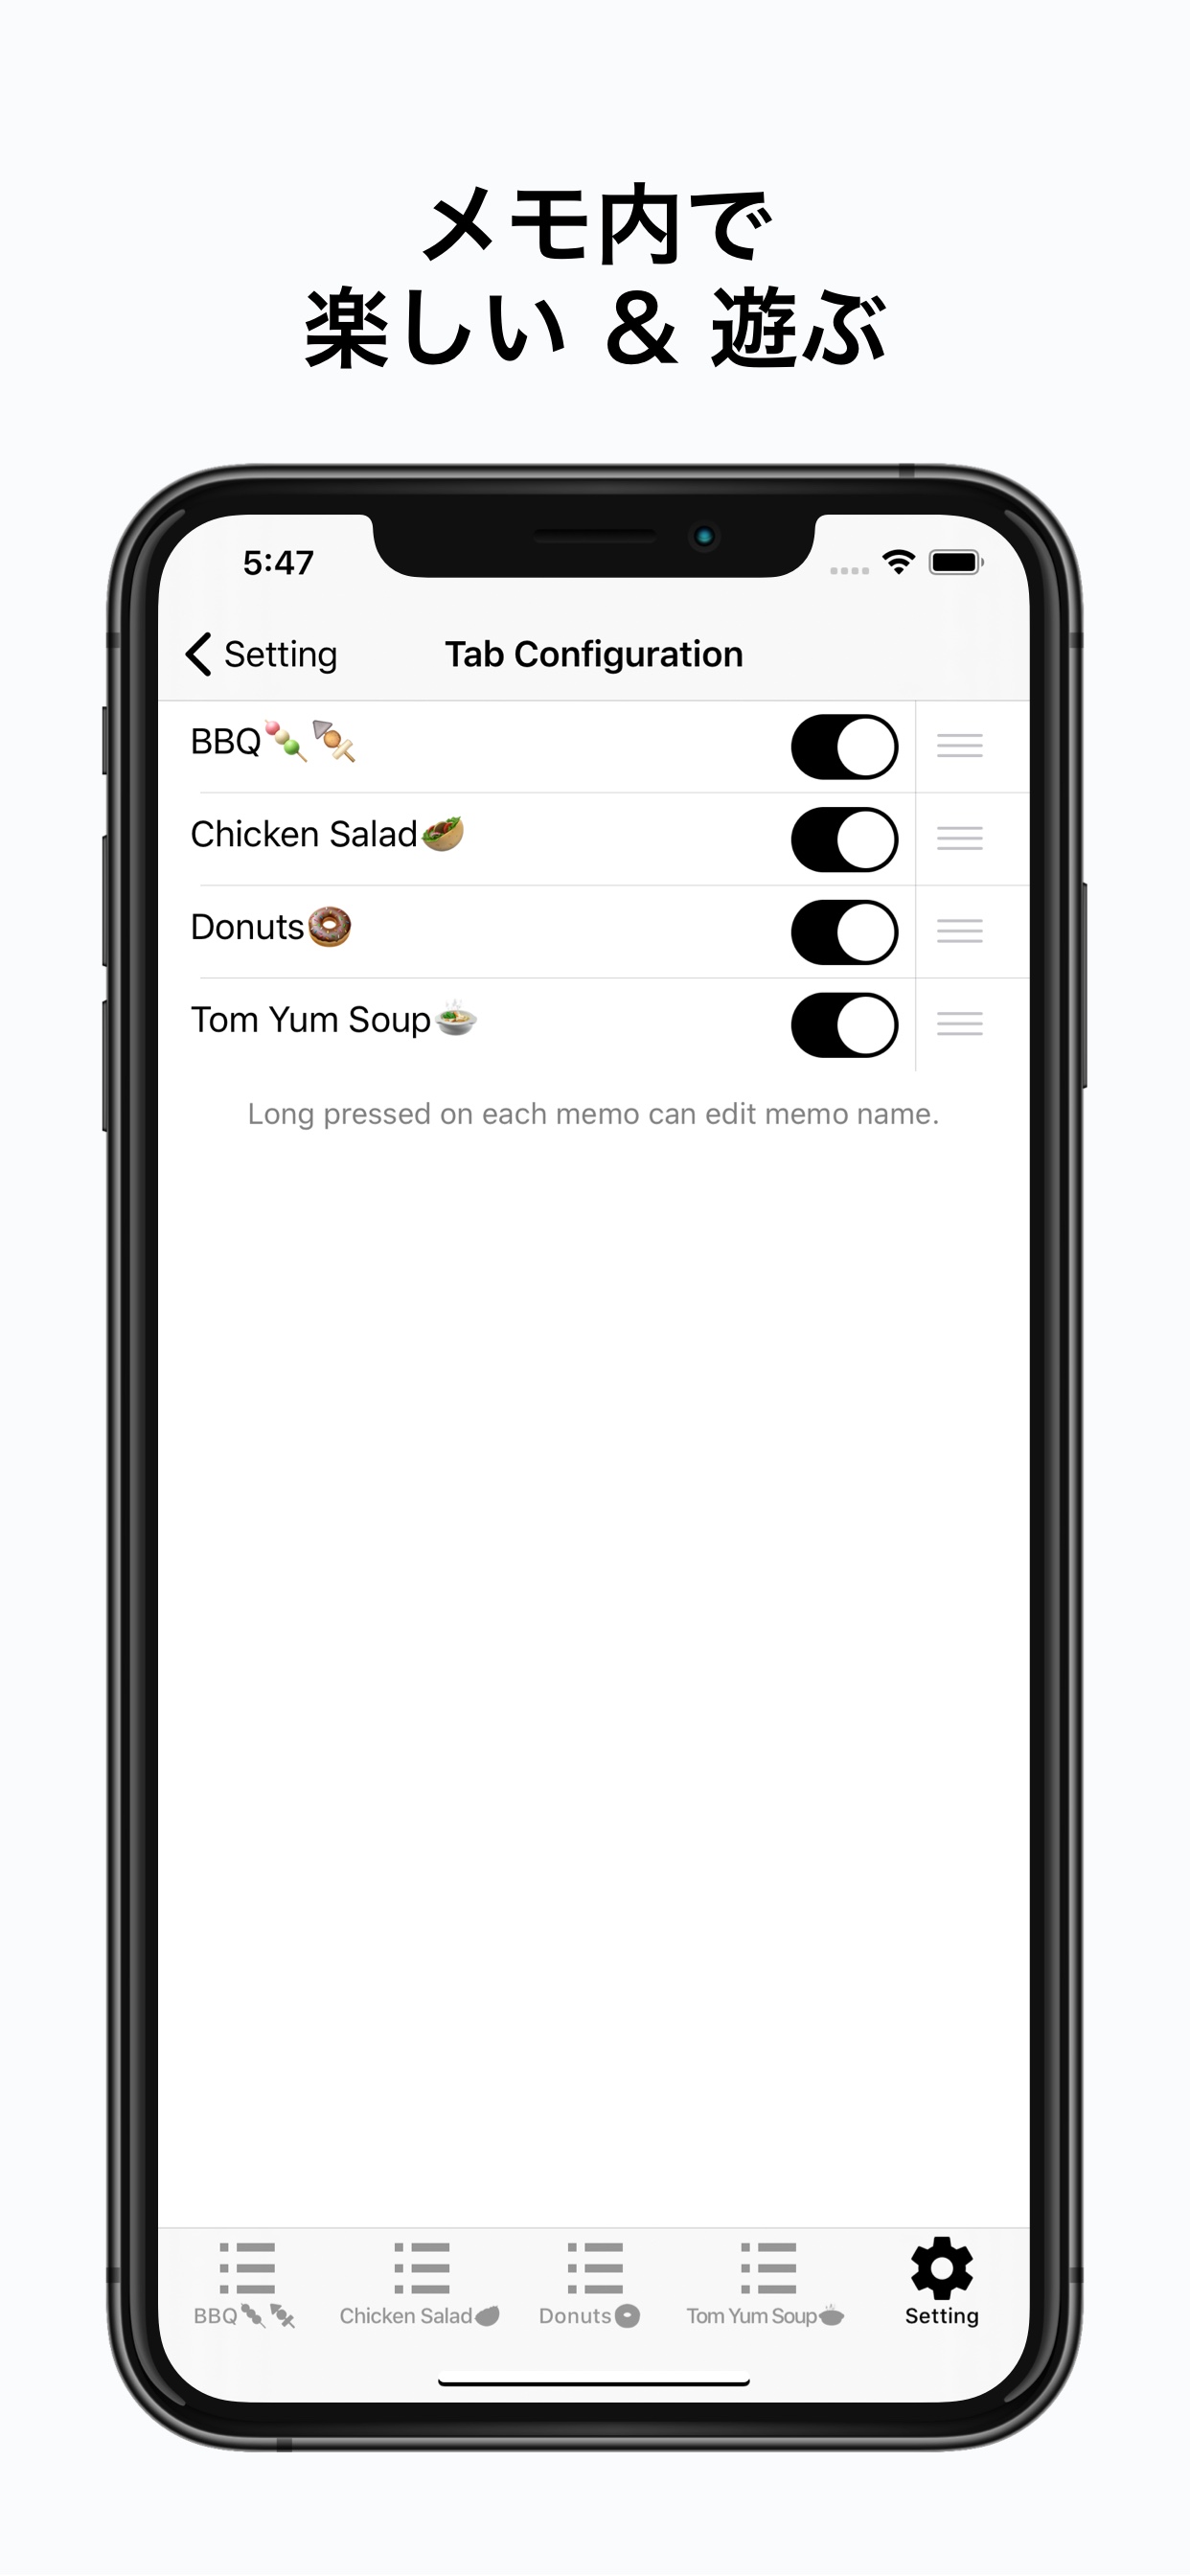 メモ内で
楽しい & 遊ぶ
5:47
Setting
Tab Configuration
BBQ🍡🍢
Chicken Salad🥙
Donuts🍩
Tom Yum Soup🍲
Long pressed on each memo can edit memo name.
BBQ🍡🍢 Chicken Salad🥙 Donuts🍩 Tom Yum Soup🍲 Setting